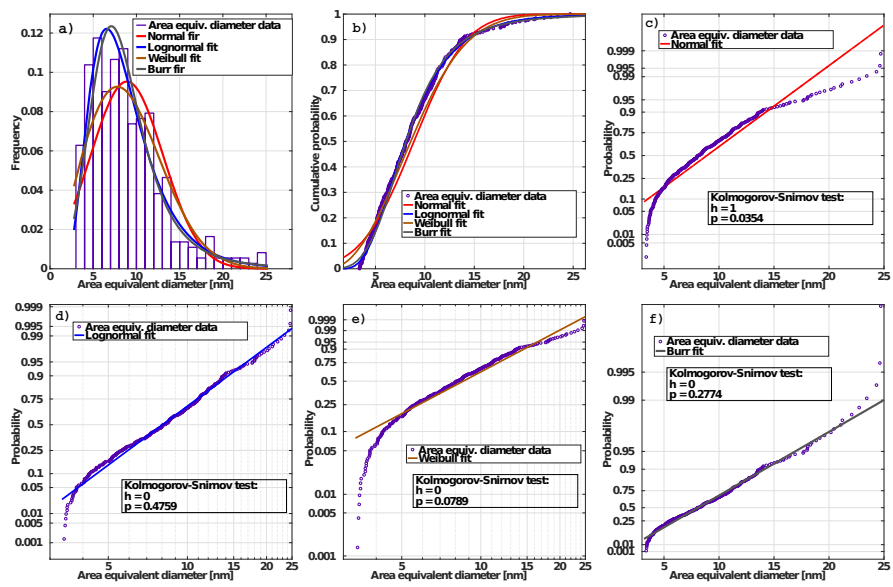 a)
Area equiv. diameter data
Normal fir
Lognormal fit
Weibull fit
Burr fir
0.12
0.1
0.08
0.06
0.04
0.02
0
Frequency
0 5 10 15 20 25
Area equivalent diameter [nm]
b)
1
0.9
0.8
0.7
0.6
0.5
0.4
0.3
0.2
0.1
0
Cumulative probability
Area equiv. diameter data
Normal fit
Lognormal fit
Weibull fit
Burr fit
5 10 15 20 25
Area equivalent diameter [nm]
c)
Area equiv. diameter data
Normal fit
0.999
0.995
0.99
0.95
0.9
0.75
0.5
0.25
0.1
0.05
0.01
0.005
Probability
Kolmogorov-Snirnov test:
h = 1
p = 0.0354
5 10 15 20 25
Area equivalent diameter [nm]
d)
Area equiv. diameter data
Lognormal fit
0.999
0.995
0.99
0.95
0.9
0.75
0.5
0.25
0.1
0.05
0.01
0.005
0.001
Probability
Kolmogorov-Snirnov test:
h = 0
p = 0.4759
5 10 15 20 25
Area equivalent diameter [nm]
e)
0.999
0.99
0.95
0.9
0.75
0.5
0.25
0.1
0.05
0.01
0.005
0.001
Probability
Area equiv. diameter data
Weibull fit
Kolmogorov-Snirnov test:
h = 0
p = 0.0789
5 10 15 20 25
Area equivalent diameter [nm]
f)
Area equiv. diameter data
Burr fit
Kolmogorov-Snirnov test:
h = 0
p = 0.2774
0.995
0.99
0.95
0.9
0.75
0.5
0.25
0.1
0.01
0.001
Probability
5 10 15 20 25
Area equivalent diameter [nm]